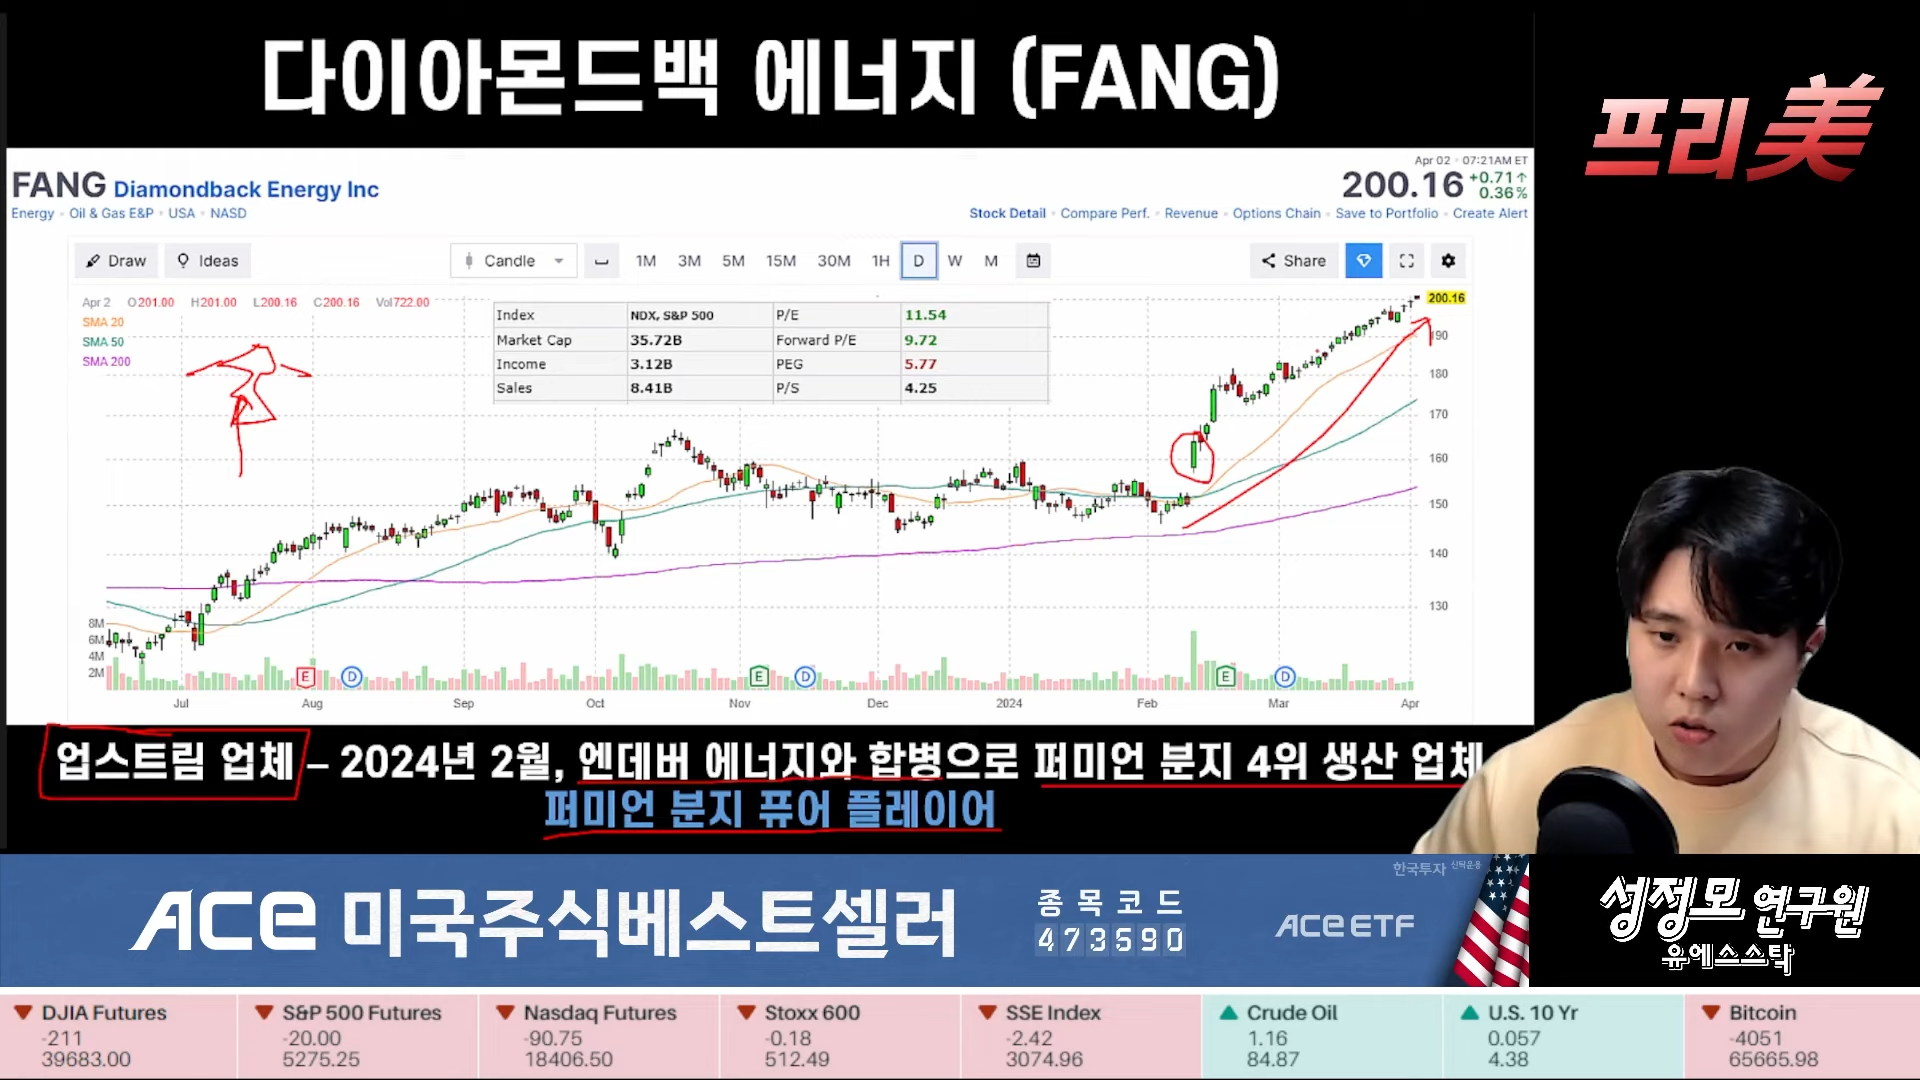 다이아몬드백 에너지 (FANG)
프리美
FANG Diamondback Energy Inc
Energy • Oil & Gas E&P • USA • NASD
Apr 02 • 07:21AM ET
200.16 +0.71↑
0.36%
Stock Detail • Compare Perf. • Revenue • Options Chain • Save to Portfolio • Create Alert
Draw Ideas Candle 1M 3M 5M 15M 30M 1H D W M Share
Apr 2 O201.00 H201.00 L200.16 C200.16 Vol722.00
SMA 20
SMA 50
SMA 200
Index NDX, S&P 500 P/E 11.54
Market Cap 35.72B Forward P/E 9.72
Income 3.12B PEG 5.77
Sales 8.41B P/S 4.25
200.16
190
180
170
160
150
140
130
8M
6M
4M
2M
E D E D E D
Jul Aug Sep Oct Nov Dec 2024 Feb Mar Apr
업스트림 업체 – 2024년 2월, 엔데버 에너지와 합병으로 퍼미언 분지 4위 생산 업체
퍼미언 분지 퓨어 플레이어
ACE 미국주식베스트셀러
종목코드
473590
ACE ETF
한국투자 신탁운용
성정모 연구원
유에스스탁
DJIA Futures
-211
39683.00
S&P 500 Futures
-20.00
5275.25
Nasdaq Futures
-90.75
18406.50
Stoxx 600
-0.18
512.49
SSE Index
-2.42
3074.96
Crude Oil
1.16
84.87
U.S. 10 Yr
0.057
4.38
Bitcoin
-4051
65665.98